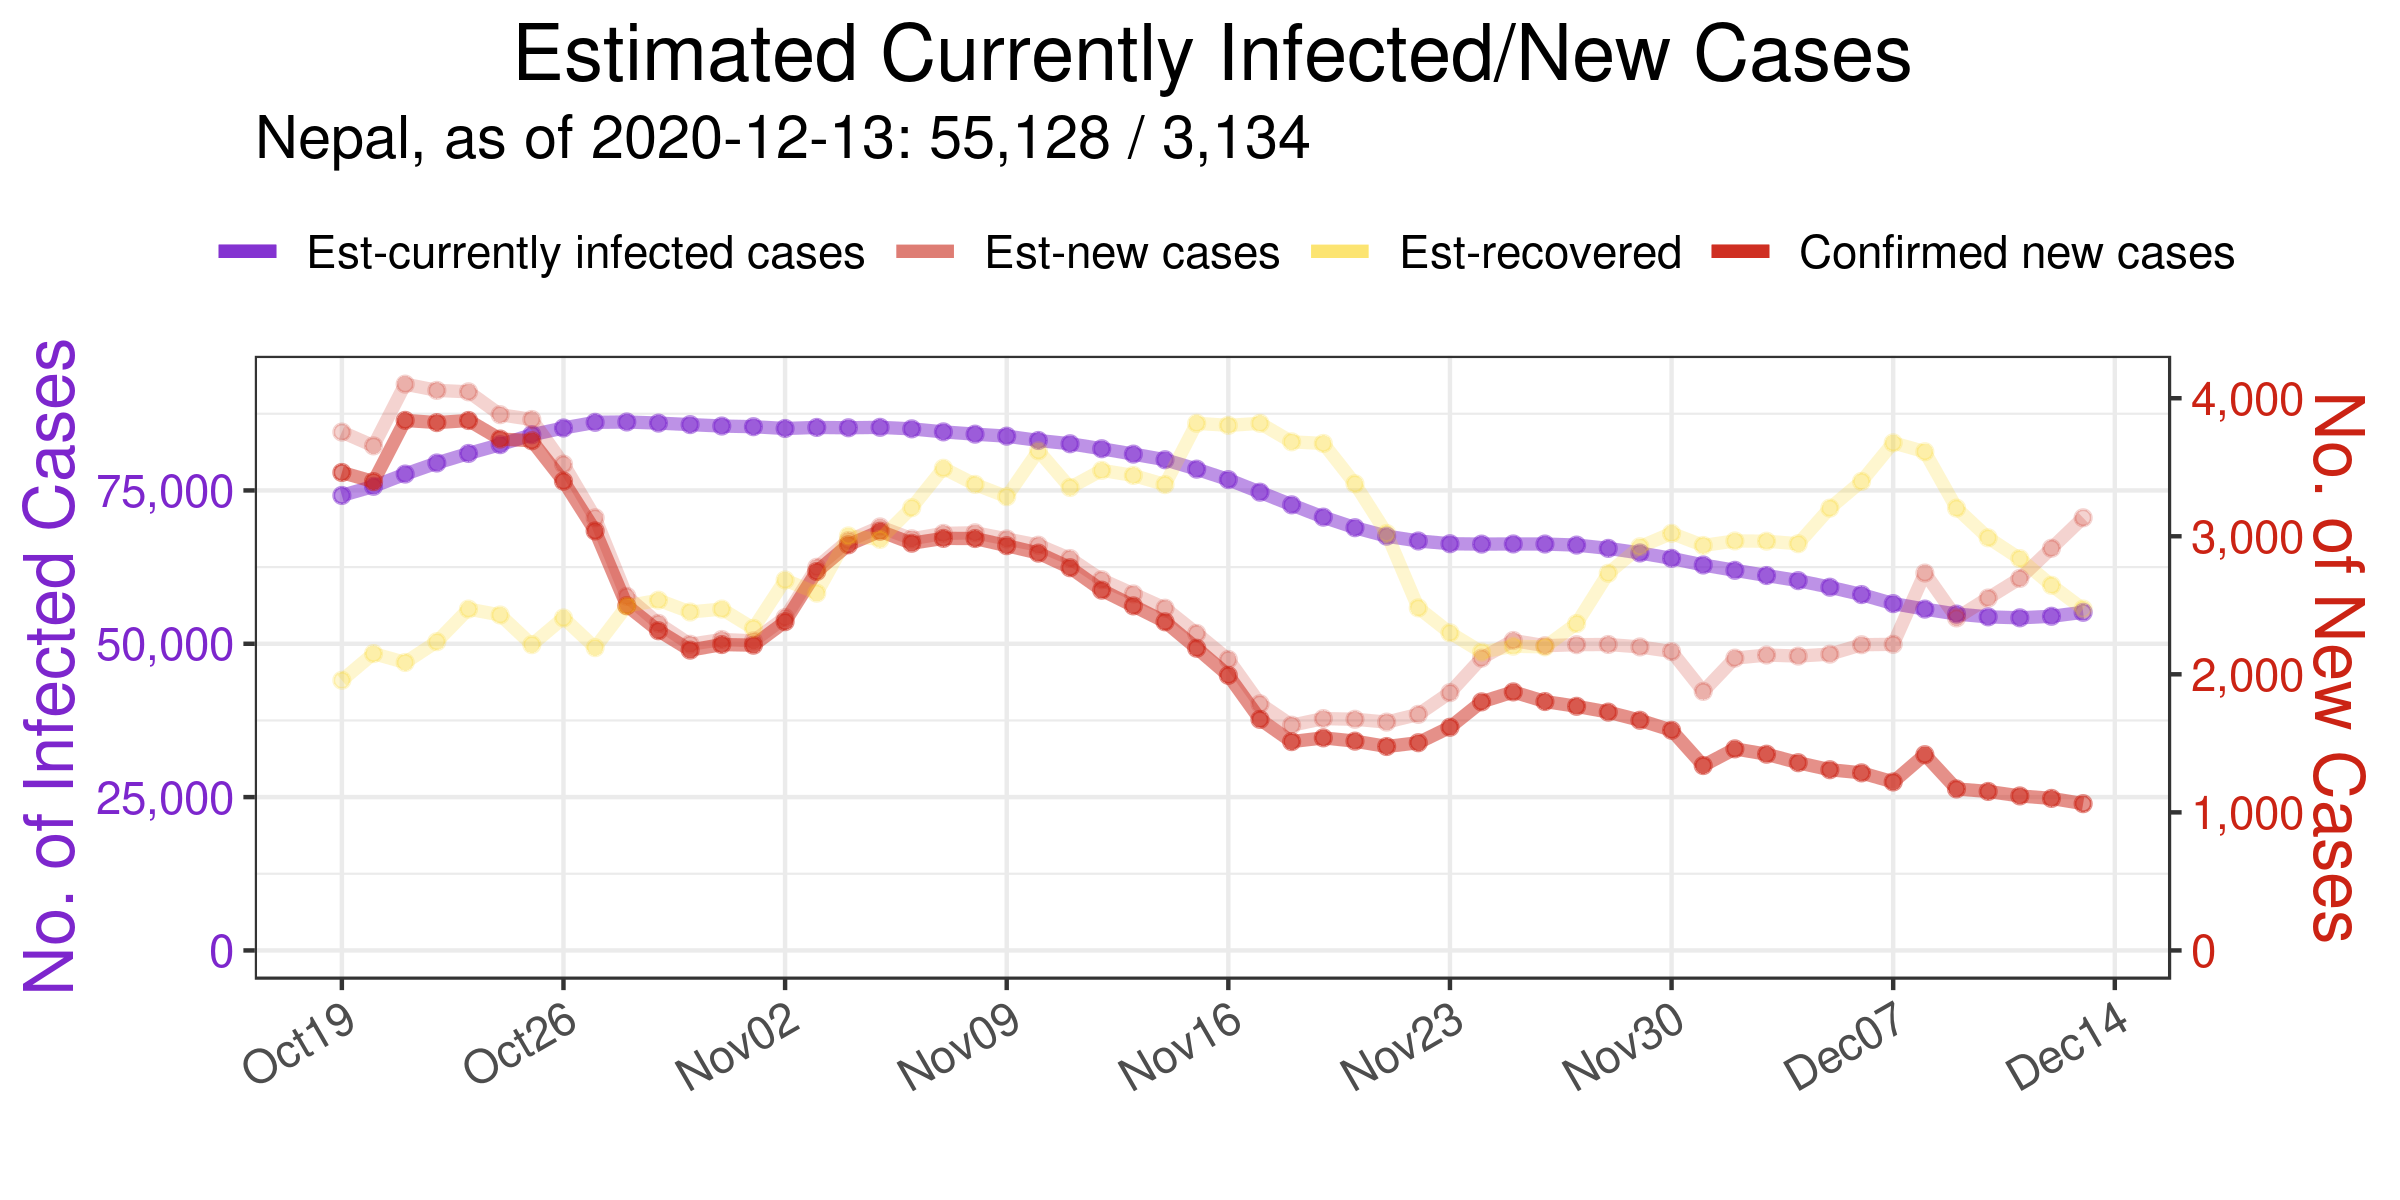 Estimated Currently Infected/New Cases
Nepal, as of 2020-12-13: 55,128 / 3,134
Est-currently infected cases Est-new cases Est-recovered Confirmed new cases
No. of Infected Cases
75,000
50,000
25,000
0
4,000
3,000
2,000
1,000
0
No. of New Cases
Oct19 Oct26 Nov02 Nov09 Nov16 Nov23 Nov30 Dec07 Dec14